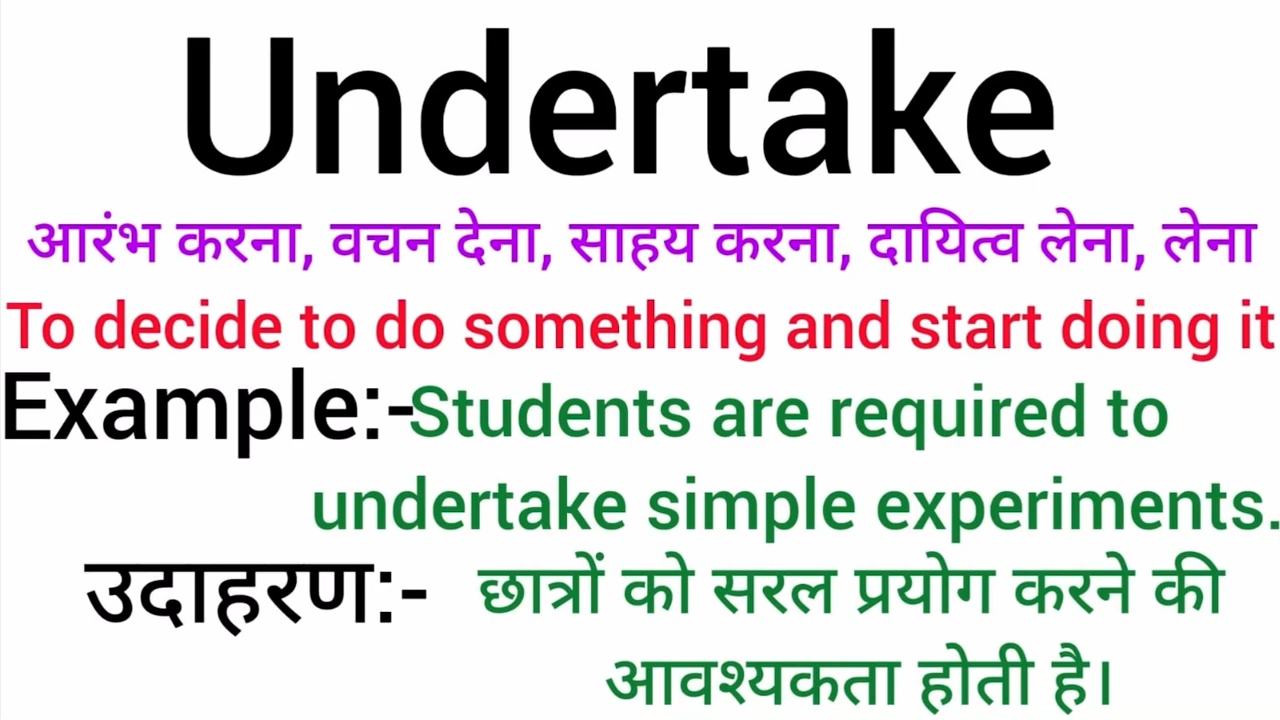 Undertake
आरंभ करना, वचन देना, साहय करना, दायित्व लेना, लेना
To decide to do something and start doing it
Example:-Students are required to
undertake simple experiments.
उदाहरण:- छात्रों को सरल प्रयोग करने की
आवश्यकता होती है।